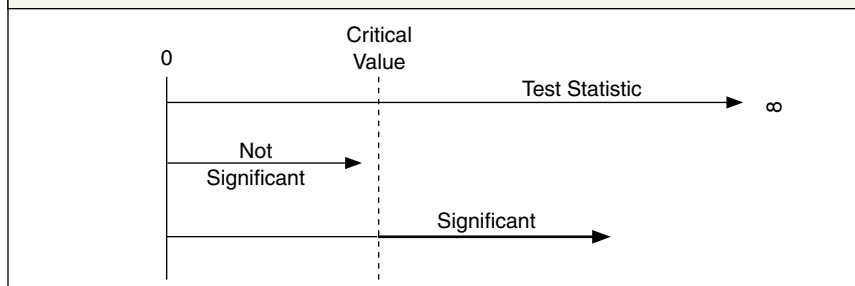 Critical
0
Value
Test Statistic
∞
Not
Significant
Significant